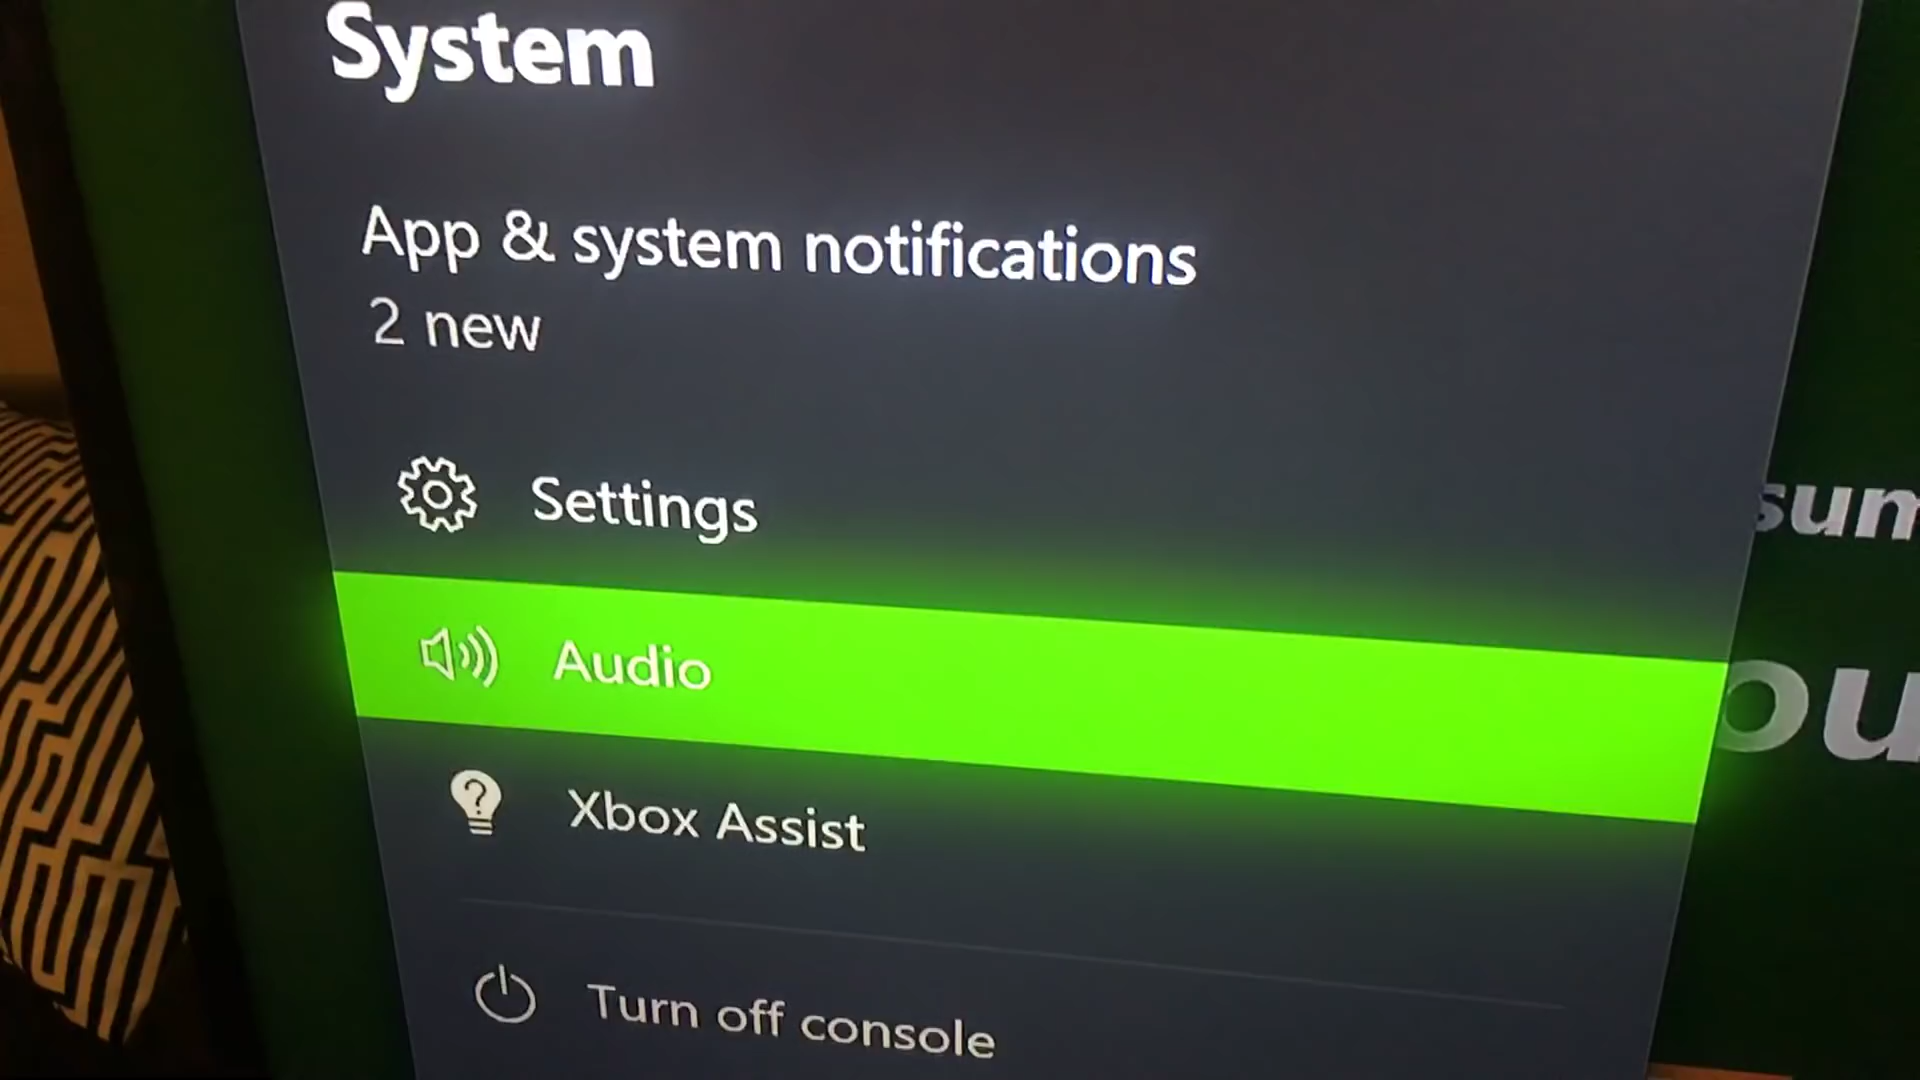 System
App & system notifications
2 new
Settings
Audio
Xbox Assist
Turn off console